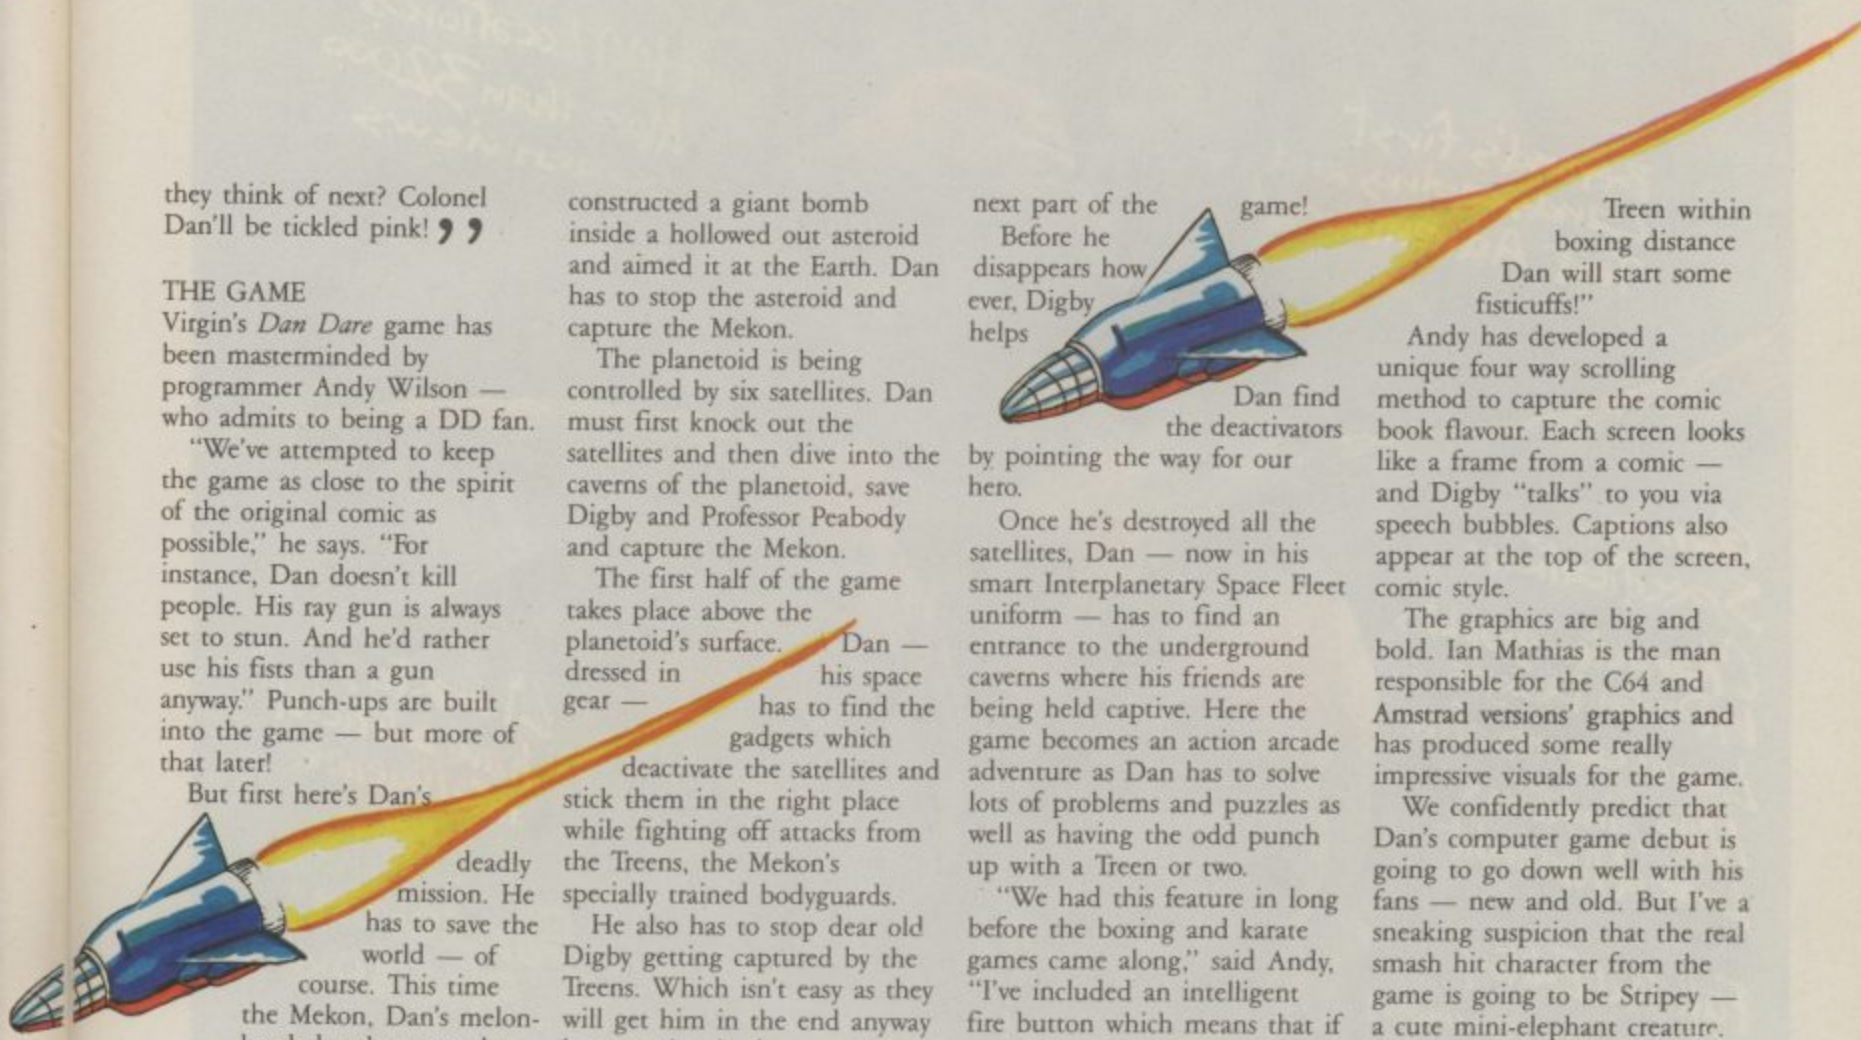 they think of next? Colonel
Dan'll be tickled pink! ❜❜
THE GAME
Virgin's Dan Dare game has
been masterminded by
programmer Andy Wilson —
who admits to being a DD fan.
"We've attempted to keep
the game as close to the spirit
of the original comic as
possible," he says. "For
instance, Dan doesn't kill
people. His ray gun is always
set to stun. And he'd rather
use his fists than a gun
anyway." Punch-ups are built
into the game — but more of
that later!
But first here's Dan's
deadly
mission. He
has to save the
world — of
course. This time
the Mekon, Dan's melon-
constructed a giant bomb
inside a hollowed out asteroid
and aimed it at the Earth. Dan
has to stop the asteroid and
capture the Mekon.
The planetoid is being
controlled by six satellites. Dan
must first knock out the
satellites and then dive into the
caverns of the planetoid, save
Digby and Professor Peabody
and capture the Mekon.
The first half of the game
takes place above the
planetoid's surface. Dan —
dressed in his space
gear — has to find the
gadgets which
deactivate the satellites and
stick them in the right place
while fighting off attacks from
the Treens, the Mekon's
specially trained bodyguards.
He also has to stop dear old
Digby getting captured by the
Treens. Which isn't easy as they
will get him in the end anyway
next part of the game!
Before he
disappears how
ever, Digby
helps
Dan find
the deactivators
by pointing the way for our
hero.
Once he's destroyed all the
satellites, Dan — now in his
smart Interplanetary Space Fleet
uniform — has to find an
entrance to the underground
caverns where his friends are
being held captive. Here the
game becomes an action arcade
adventure as Dan has to solve
lots of problems and puzzles as
well as having the odd punch
up with a Treen or two.
"We had this feature in long
before the boxing and karate
games came along," said Andy,
"I've included an intelligent
fire button which means that if
Treen within
boxing distance
Dan will start some
fisticuffs!"
Andy has developed a
unique four way scrolling
method to capture the comic
book flavour. Each screen looks
like a frame from a comic —
and Digby "talks" to you via
speech bubbles. Captions also
appear at the top of the screen,
comic style.
The graphics are big and
bold. Ian Mathias is the man
responsible for the C64 and
Amstrad versions' graphics and
has produced some really
impressive visuals for the game.
We confidently predict that
Dan's computer game debut is
going to go down well with his
fans — new and old. But I've a
sneaking suspicion that the real
smash hit character from the
game is going to be Stripey —
a cute mini-elephant creature.